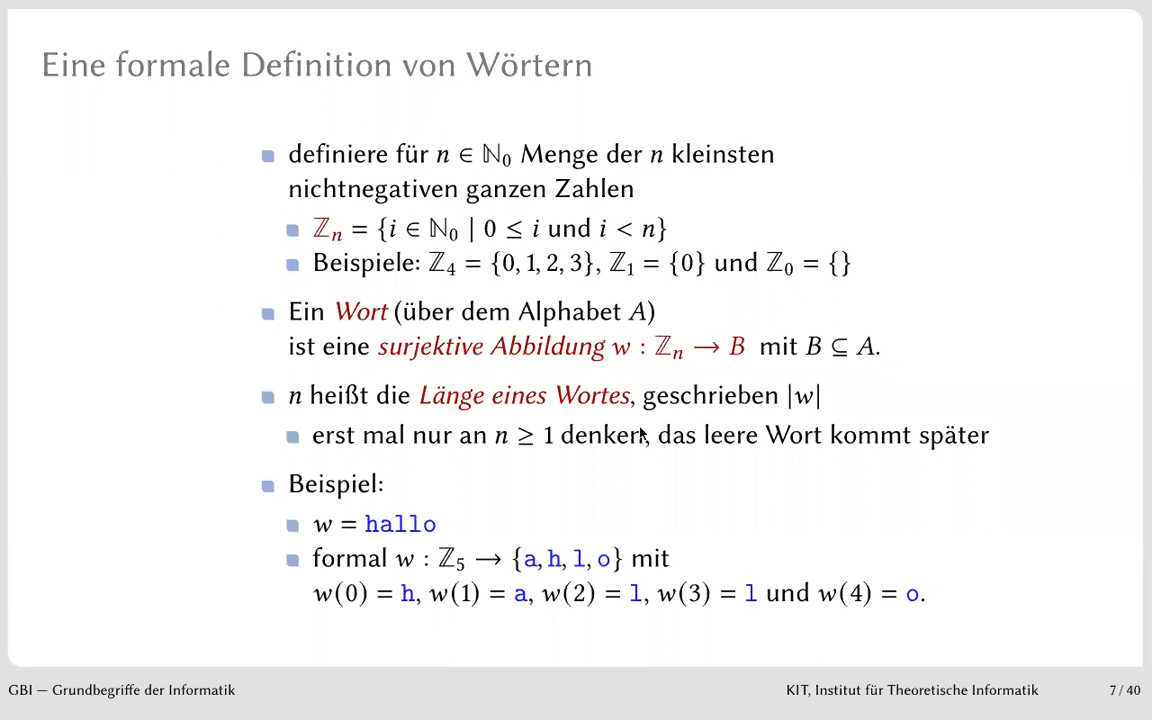 Eine formale Definition von Wörtern
definiere für n ∈ ℕ₀ Menge der n kleinsten
nichtnegativen ganzen Zahlen
ℤₙ = {i ∈ ℕ₀ | 0 ≤ i und i < n}
Beispiele: ℤ₄ = {0, 1, 2, 3}, ℤ₁ = {0} und ℤ₀ = {}
Ein Wort (über dem Alphabet A)
ist eine surjektive Abbildung w : ℤₙ → B mit B ⊆ A.
n heißt die Länge eines Wortes, geschrieben |w|
erst mal nur an n ≥ 1 denken, das leere Wort kommt später
Beispiel:
w = hallo
formal w : ℤ₅ → {a, h, l, o} mit
w(0) = h, w(1) = a, w(2) = l, w(3) = l und w(4) = o.
GBI — Grundbegriffe der Informatik
KIT, Institut für Theoretische Informatik
7 / 40